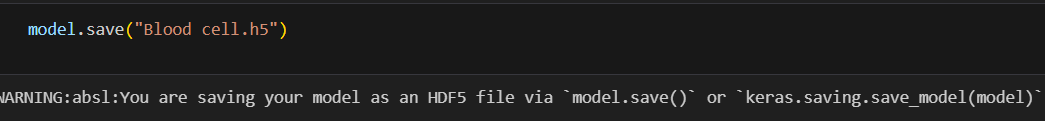 model.save("Blood cell.h5")
WARNING:absl:You are saving your model as an HDF5 file via `model.save()` or `keras.saving.save_model(model)`